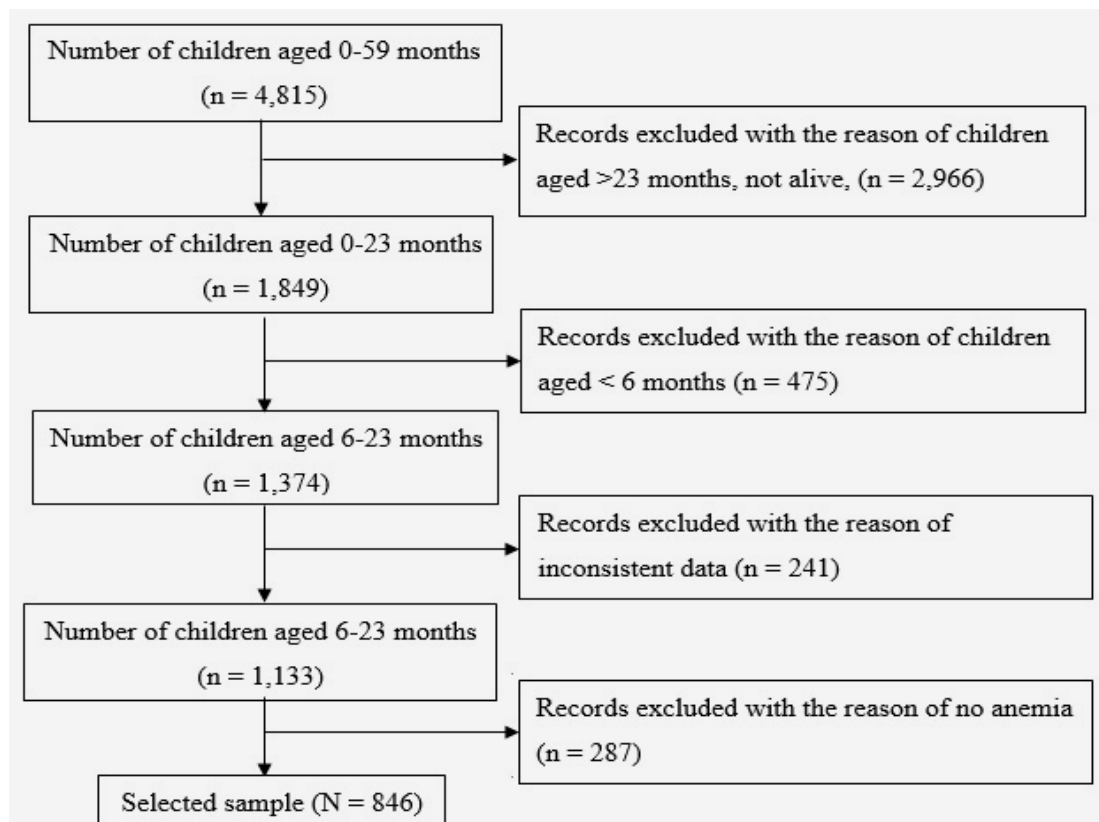 Number of children aged 0-59 months
(n = 4,815)
Records excluded with the reason of children
aged >23 months, not alive, (n = 2,966)
Number of children aged 0-23 months
(n = 1,849)
Records excluded with the reason of children
aged < 6 months (n = 475)
Number of children aged 6-23 months
(n = 1,374)
Records excluded with the reason of
inconsistent data (n = 241)
Number of children aged 6-23 months
(n = 1,133)
Records excluded with the reason of no anemia
(n = 287)
Selected sample (N = 846)